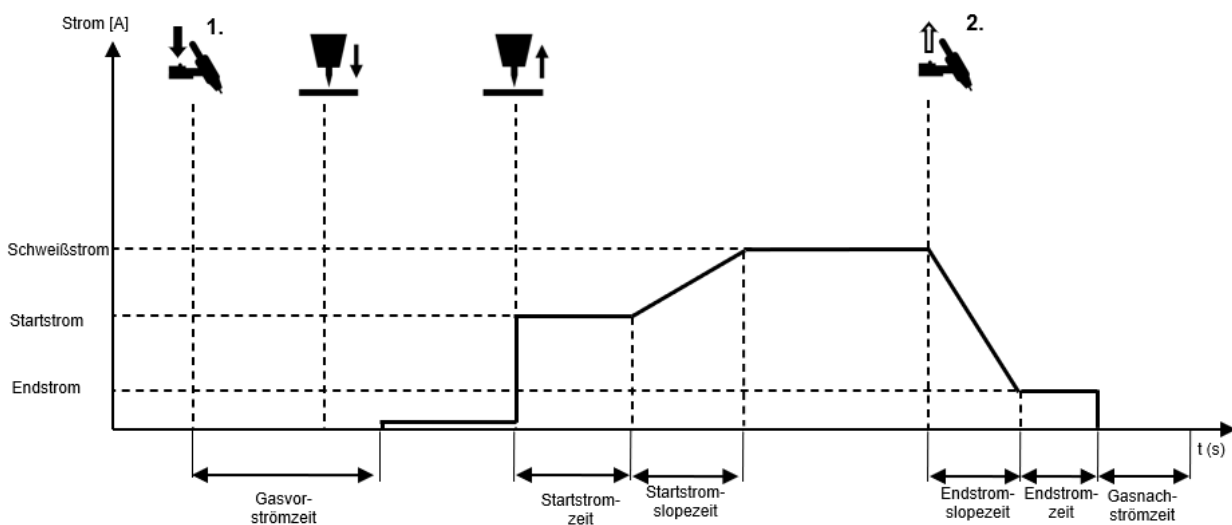 Strom [A]
1.
2.
Schweißstrom
Startstrom
Endstrom
t (s)
Gasvor-
strömzeit
Startstrom-
zeit
Startstrom-
slopezeit
Endstrom-
slopezeit
Endstrom-
zeit
Gasnach-
strömzeit